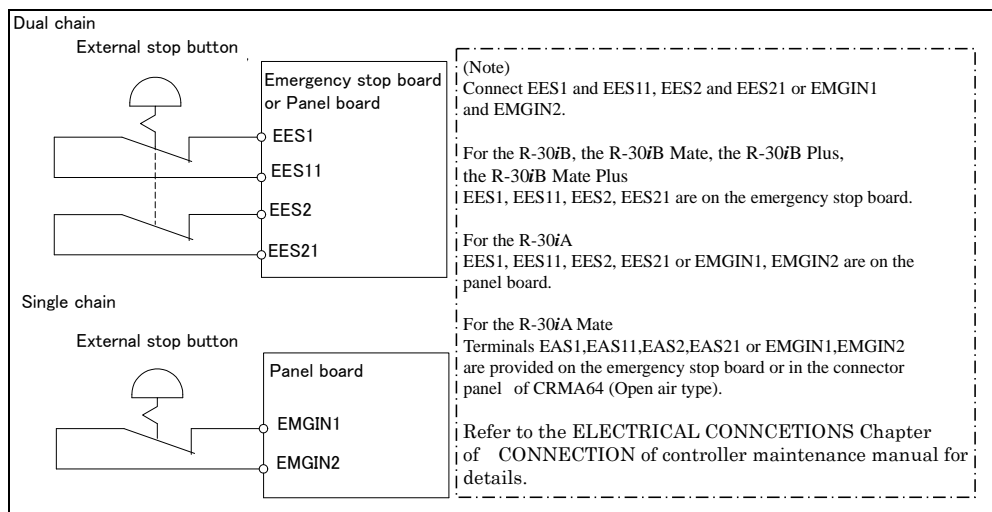 Dual chain
External stop button
Emergency stop board
or Panel board
EES1
EES11
EES2
EES21
Single chain
External stop button
Panel board
EMGIN1
EMGIN2
(Note)
Connect EES1 and EES11, EES2 and EES21 or EMGIN1
and EMGIN2.
For the R-30iB, the R-30iB Mate, the R-30iB Plus,
the R-30iB Mate Plus
EES1, EES11, EES2, EES21 are on the emergency stop board.
For the R-30iA
EES1, EES11, EES2, EES21 or EMGIN1, EMGIN2 are on the
panel board.
For the R-30iA Mate
Terminals EAS1,EAS11,EAS2,EAS21 or EMGIN1,EMGIN2
are provided on the emergency stop board or in the connector
panel of CRMA64 (Open air type).
Refer to the ELECTRICAL CONNCETIONS Chapter
of CONNECTION of controller maintenance manual for
details.